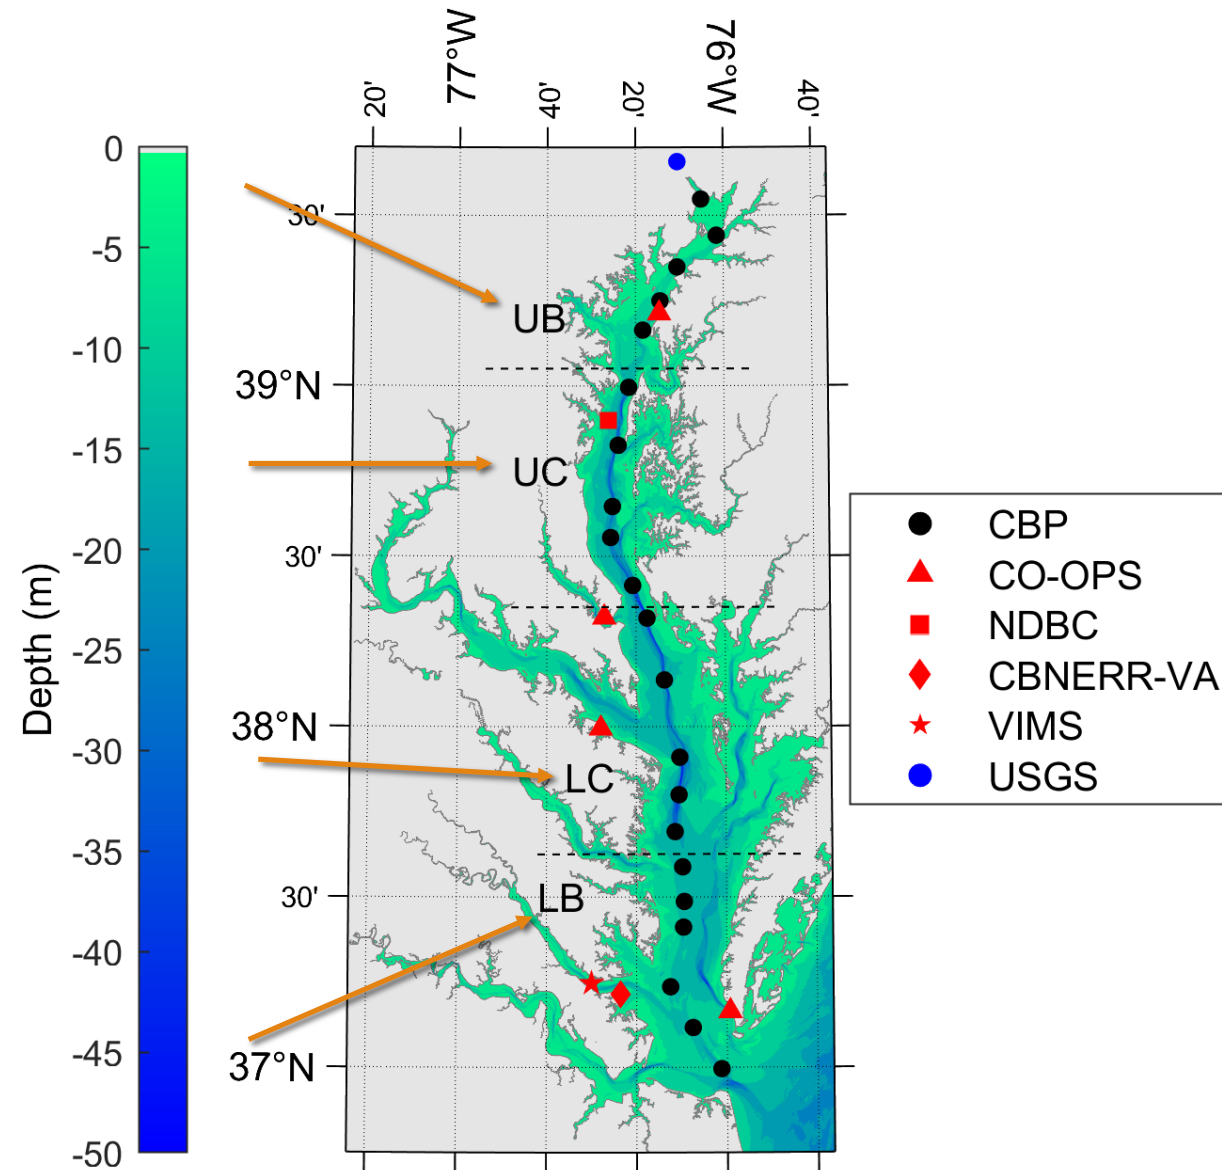 20'
77°W
40'
20'
76°W
40'
0
-5
-10
-15
-20
-25
-30
-35
-40
-45
-50
Depth (m)
30'
39°N
30'
38°N
30'
37°N
UB
UC
LC
LB
CBP
CO-OPS
NDBC
CBNERR-VA
VIMS
USGS